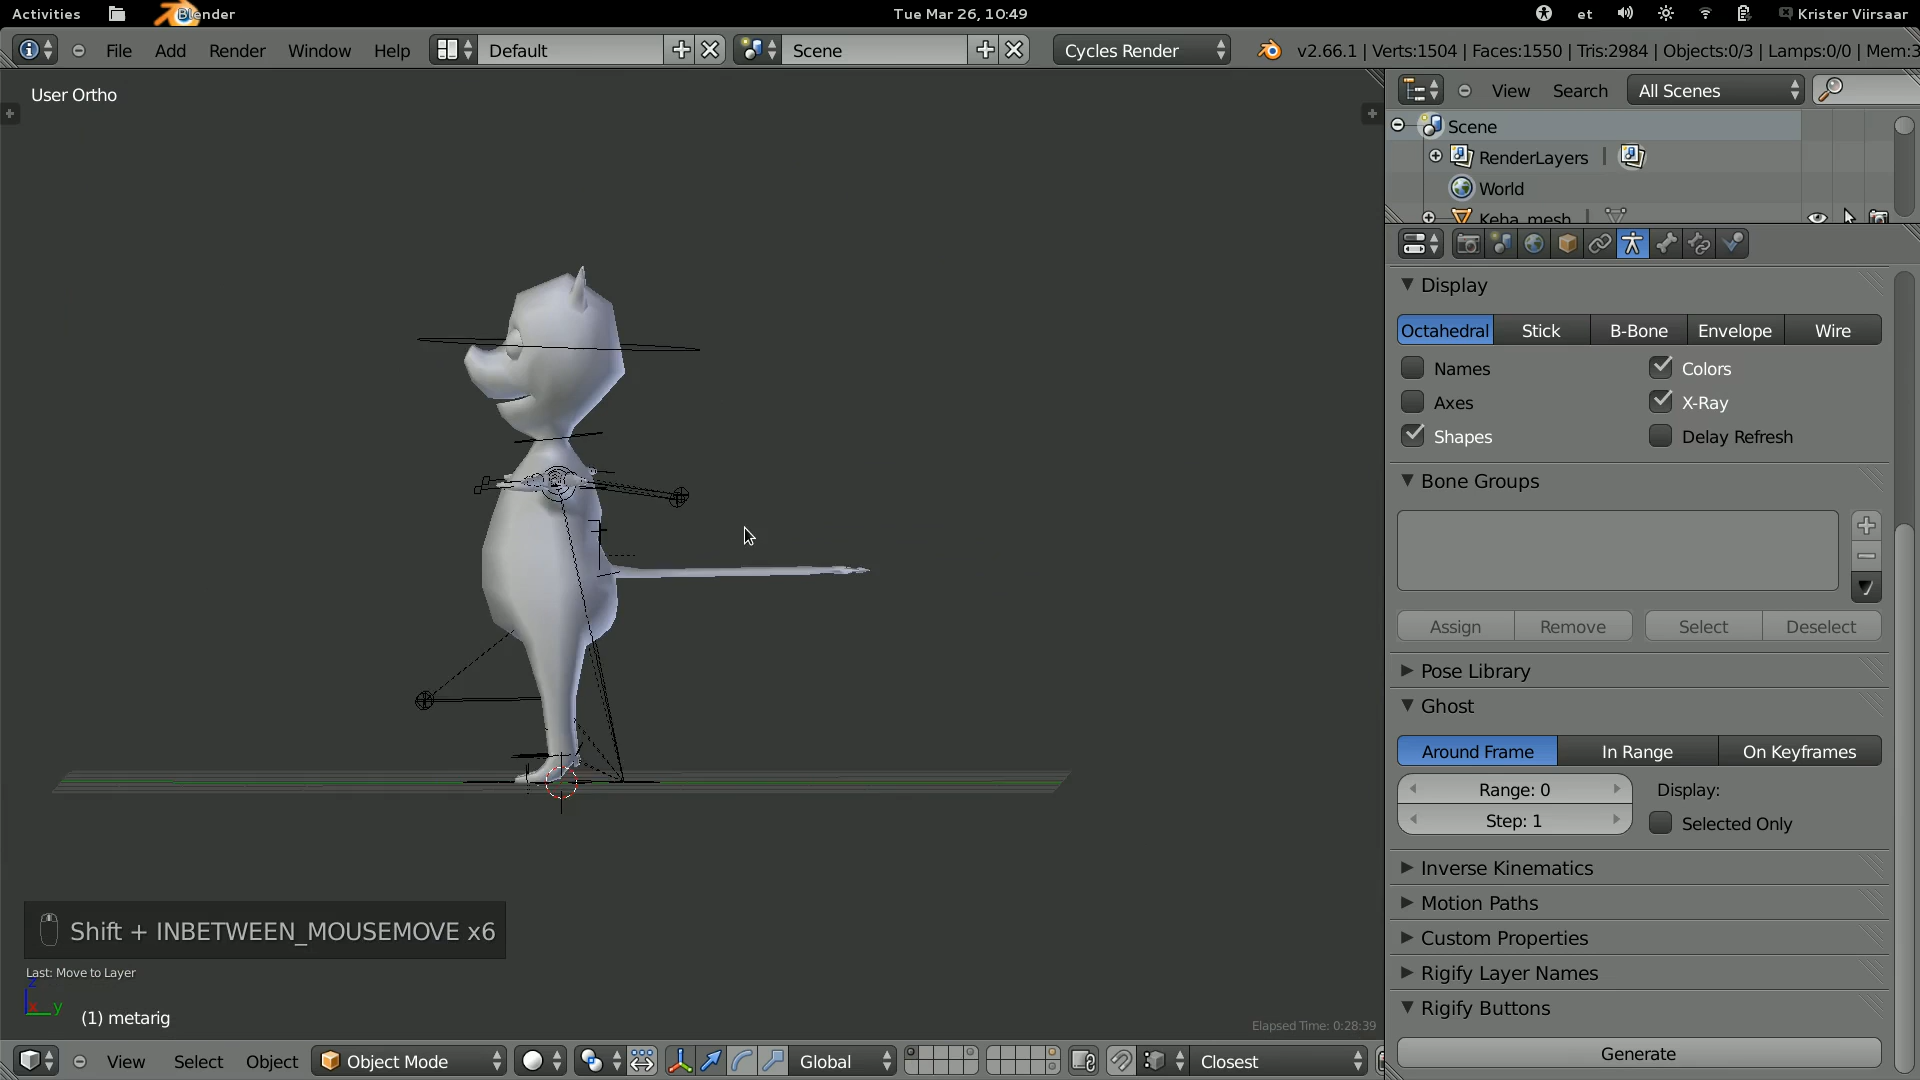 Activities Blender Tue Mar 26, 10:49 et Krister Viirsaar
File Add Render Window Help Default Scene Cycles Render v2.66.1 | Verts:1504 | Faces:1550 | Tris:2984 | Objects:0/3 | Lamps:0/0 | Mem:3
User Ortho
View Search All Scenes
Scene
RenderLayers
World
Keha_mesh
Display
Octahedral Stick B-Bone Envelope Wire
Names Colors
Axes X-Ray
Shapes Delay Refresh
Bone Groups
Assign Remove Select Deselect
Pose Library
Ghost
Around Frame In Range On Keyframes
Range: 0 Display:
Step: 1 Selected Only
Inverse Kinematics
Motion Paths
Custom Properties
Rigify Layer Names
Rigify Buttons
Generate
Shift + INBETWEEN_MOUSEMOVE x6
Last: Move to Layer
z
x y
(1) metarig
Elapsed Time: 0:28:39
View Select Object Object Mode Global Closest